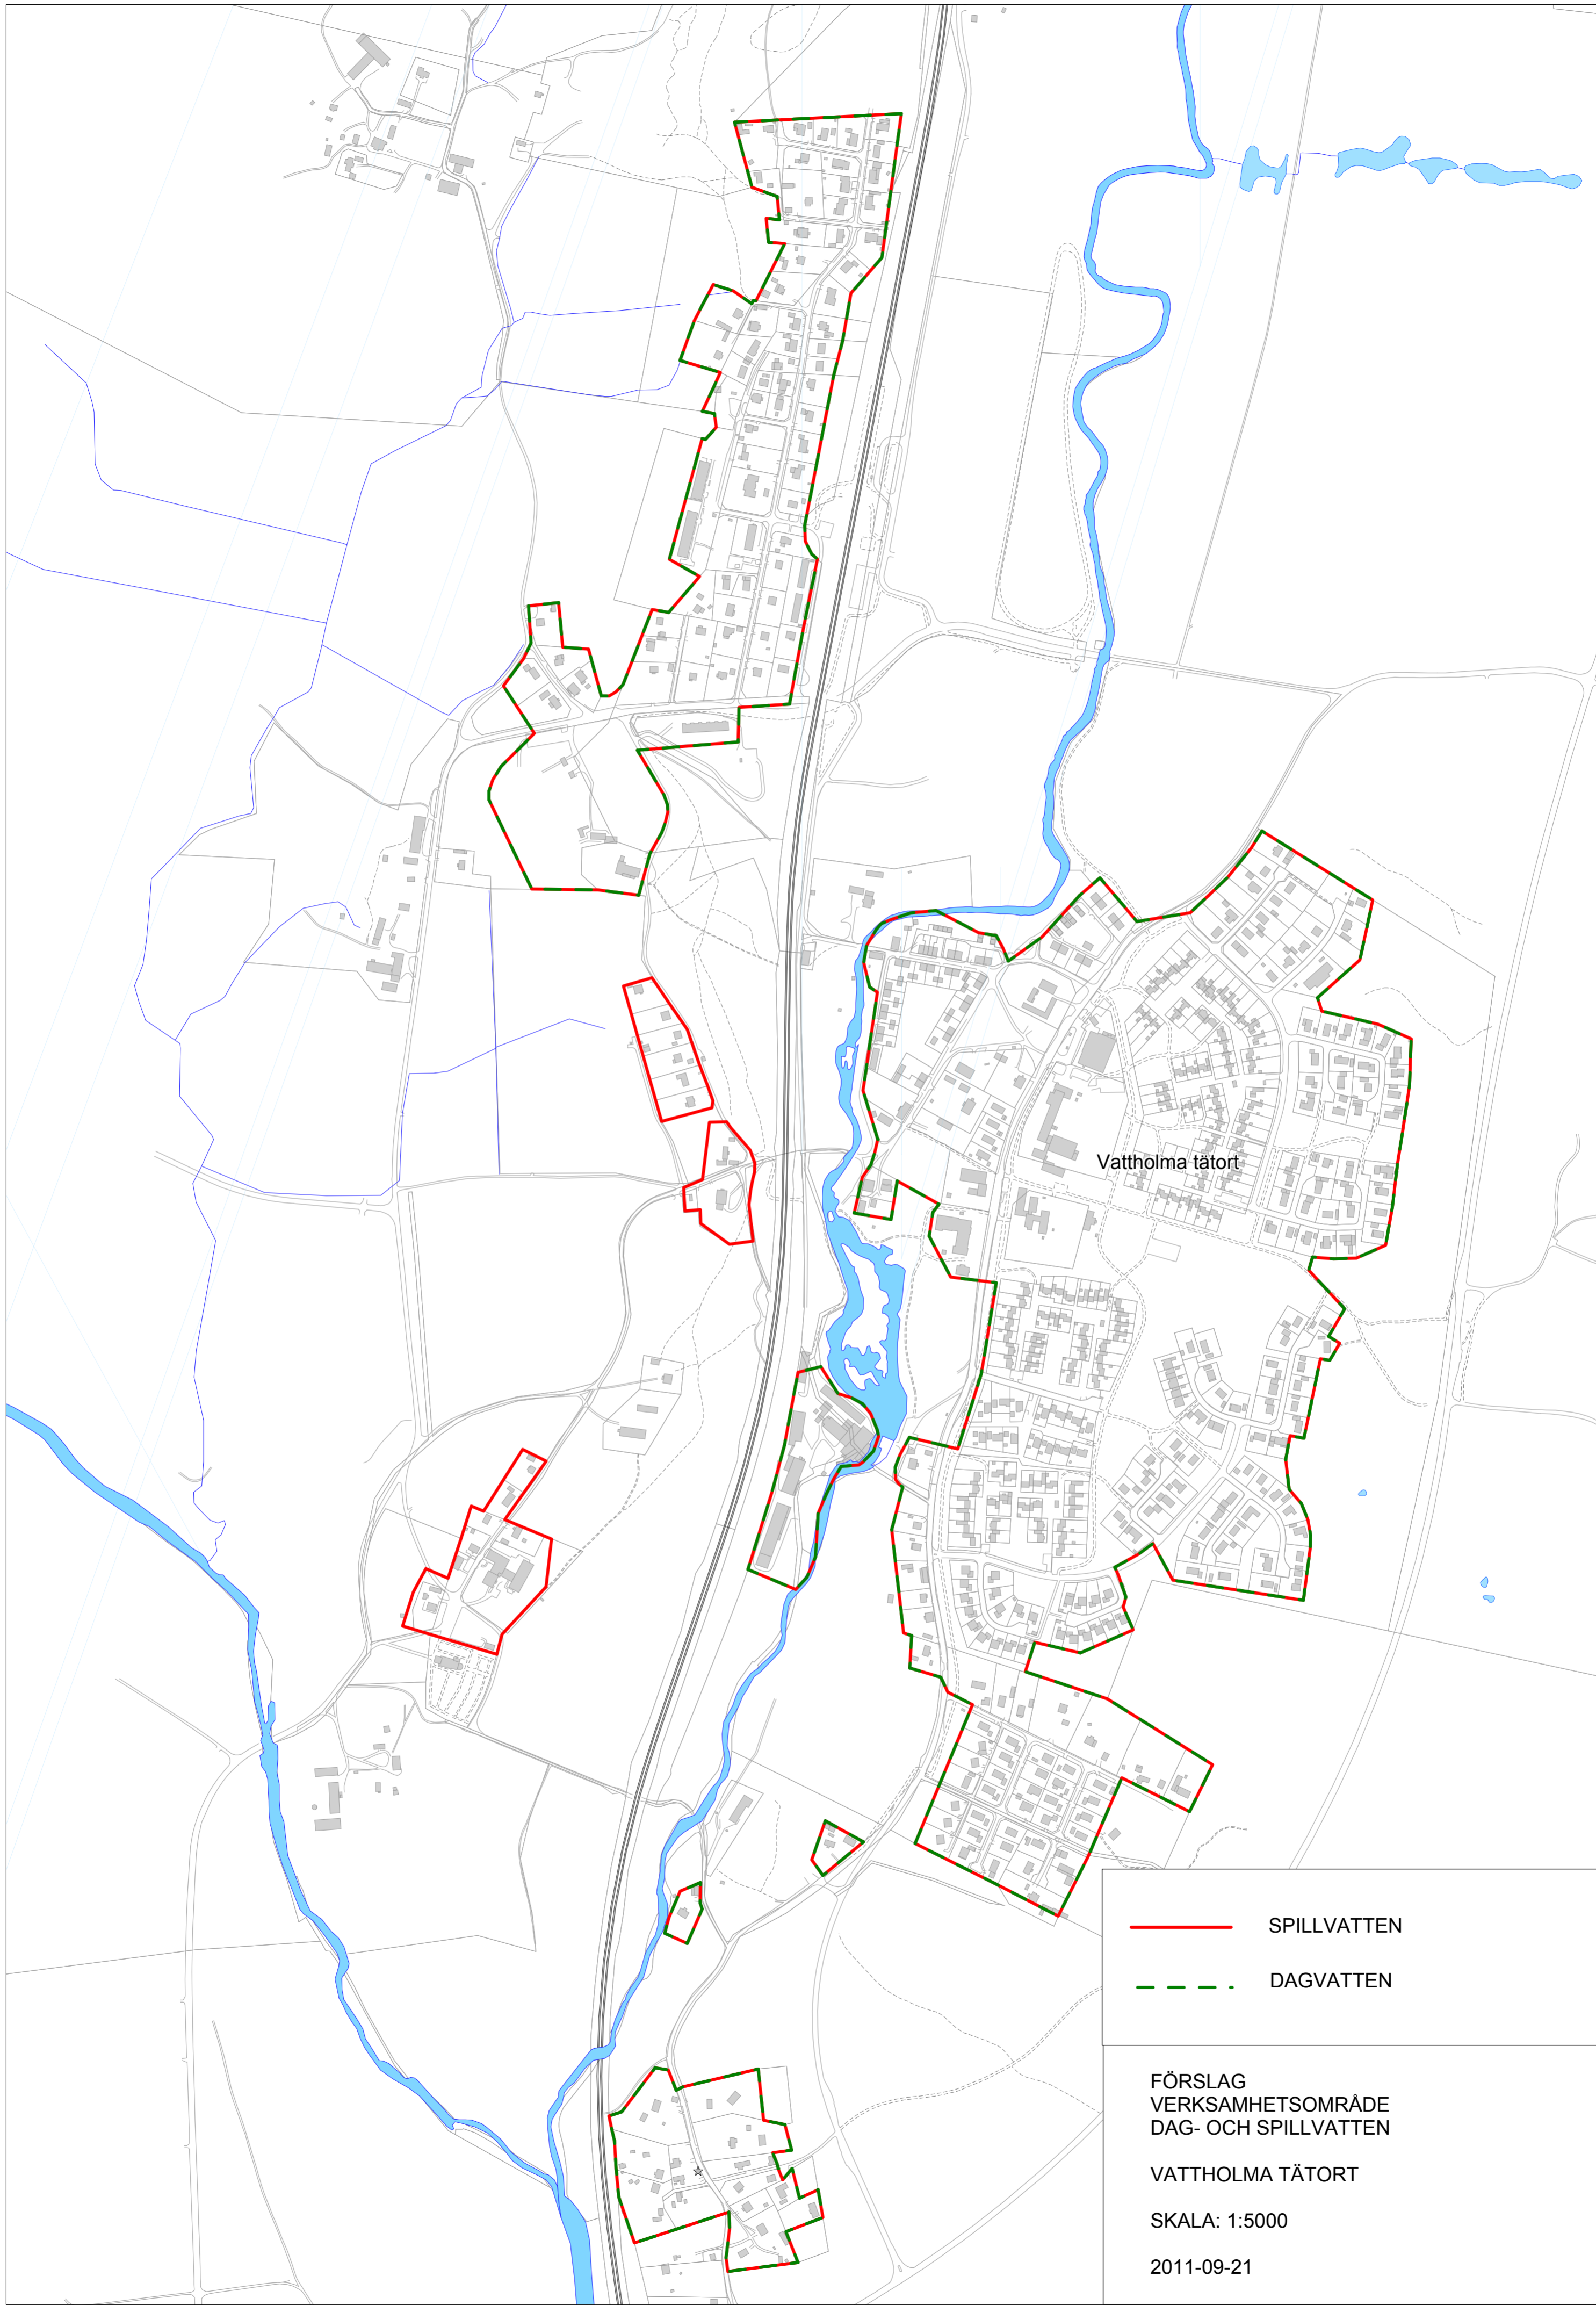 Vattholma tätort
SPILLVATTEN
DAGVATTEN
FÖRSLAG
VERKSAMHETSOMRÅDE
DAG- OCH SPILLVATTEN
VATTHOLMA TÄTORT
SKALA: 1:5000
2011-09-21